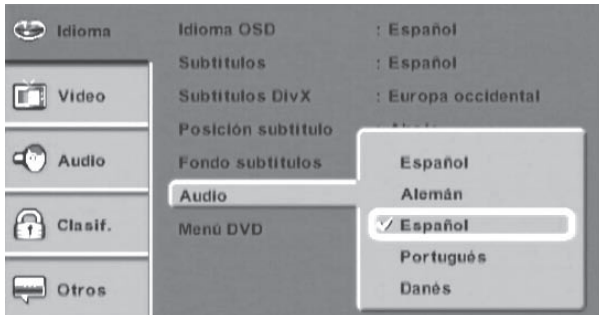 Idioma
Idioma OSD : Español
Subtitulos : Español
Video
Subtitulos DivX : Europa occidental
Posición subtitulo
Audio
Fondo subtitulos
Español
Audio
Alemán
Clasif.
Menú DVD
Español
Portugués
Otros
Danés